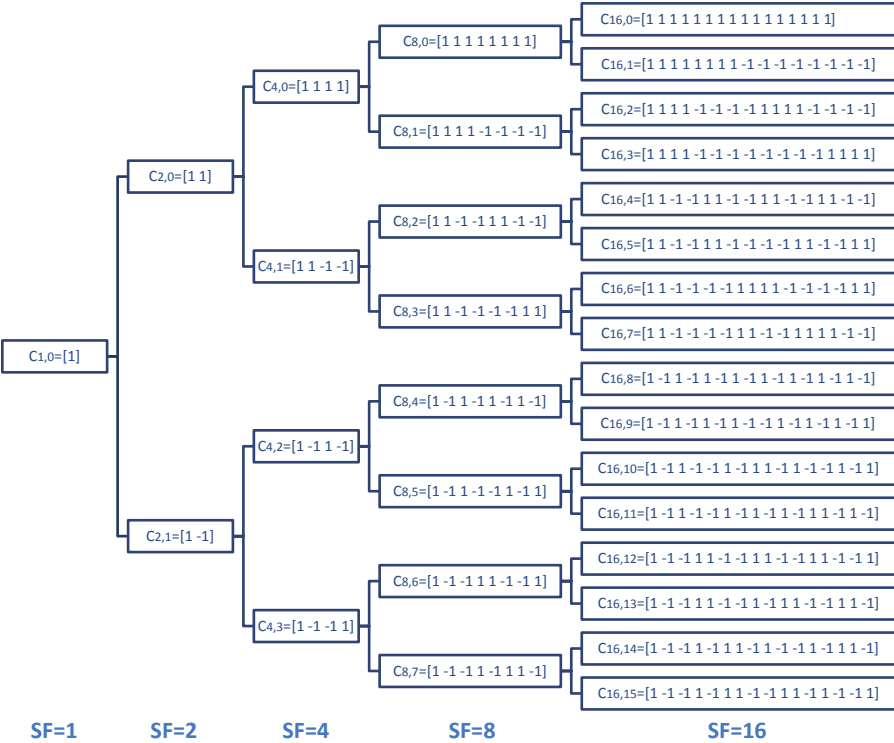 C1,0=[1]
C2,0=[1 1]
C2,1=[1 -1]
C4,0=[1 1 1 1]
C4,1=[1 1 -1 -1]
C4,2=[1 -1 1 -1]
C4,3=[1 -1 -1 1]
C8,0=[1 1 1 1 1 1 1 1]
C8,1=[1 1 1 1 -1 -1 -1 -1]
C8,2=[1 1 -1 -1 1 1 -1 -1]
C8,3=[1 1 -1 -1 -1 -1 1 1]
C8,4=[1 -1 1 -1 1 -1 1 -1]
C8,5=[1 -1 1 -1 -1 1 -1 1]
C8,6=[1 -1 -1 1 1 -1 -1 1]
C8,7=[1 -1 -1 1 -1 1 1 -1]
C16,0=[1 1 1 1 1 1 1 1 1 1 1 1 1 1 1 1]
C16,1=[1 1 1 1 1 1 1 1 -1 -1 -1 -1 -1 -1 -1 -1]
C16,2=[1 1 1 1 -1 -1 -1 -1 1 1 1 1 -1 -1 -1 -1]
C16,3=[1 1 1 1 -1 -1 -1 -1 -1 -1 -1 -1 1 1 1 1]
C16,4=[1 1 -1 -1 1 1 -1 -1 1 1 -1 -1 1 1 -1 -1]
C16,5=[1 1 -1 -1 1 1 -1 -1 -1 -1 1 1 -1 -1 1 1]
C16,6=[1 1 -1 -1 -1 -1 1 1 1 1 -1 -1 -1 -1 1 1]
C16,7=[1 1 -1 -1 -1 -1 1 1 -1 -1 1 1 1 1 -1 -1]
C16,8=[1 -1 1 -1 1 -1 1 -1 1 -1 1 -1 1 -1 1 -1]
C16,9=[1 -1 1 -1 1 -1 1 -1 -1 1 -1 1 -1 1 -1 1]
C16,10=[1 -1 1 -1 -1 1 -1 1 1 -1 1 -1 -1 1 -1 1]
C16,11=[1 -1 1 -1 -1 1 -1 1 -1 1 -1 1 1 -1 1 -1]
C16,12=[1 -1 -1 1 1 -1 -1 1 1 -1 -1 1 1 -1 -1 1]
C16,13=[1 -1 -1 1 1 -1 -1 1 -1 1 1 -1 -1 1 1 -1]
C16,14=[1 -1 -1 1 -1 1 1 -1 1 -1 -1 1 -1 1 1 -1]
C16,15=[1 -1 -1 1 -1 1 1 -1 -1 1 1 -1 1 -1 -1 1]
SF=1 SF=2 SF=4 SF=8 SF=16